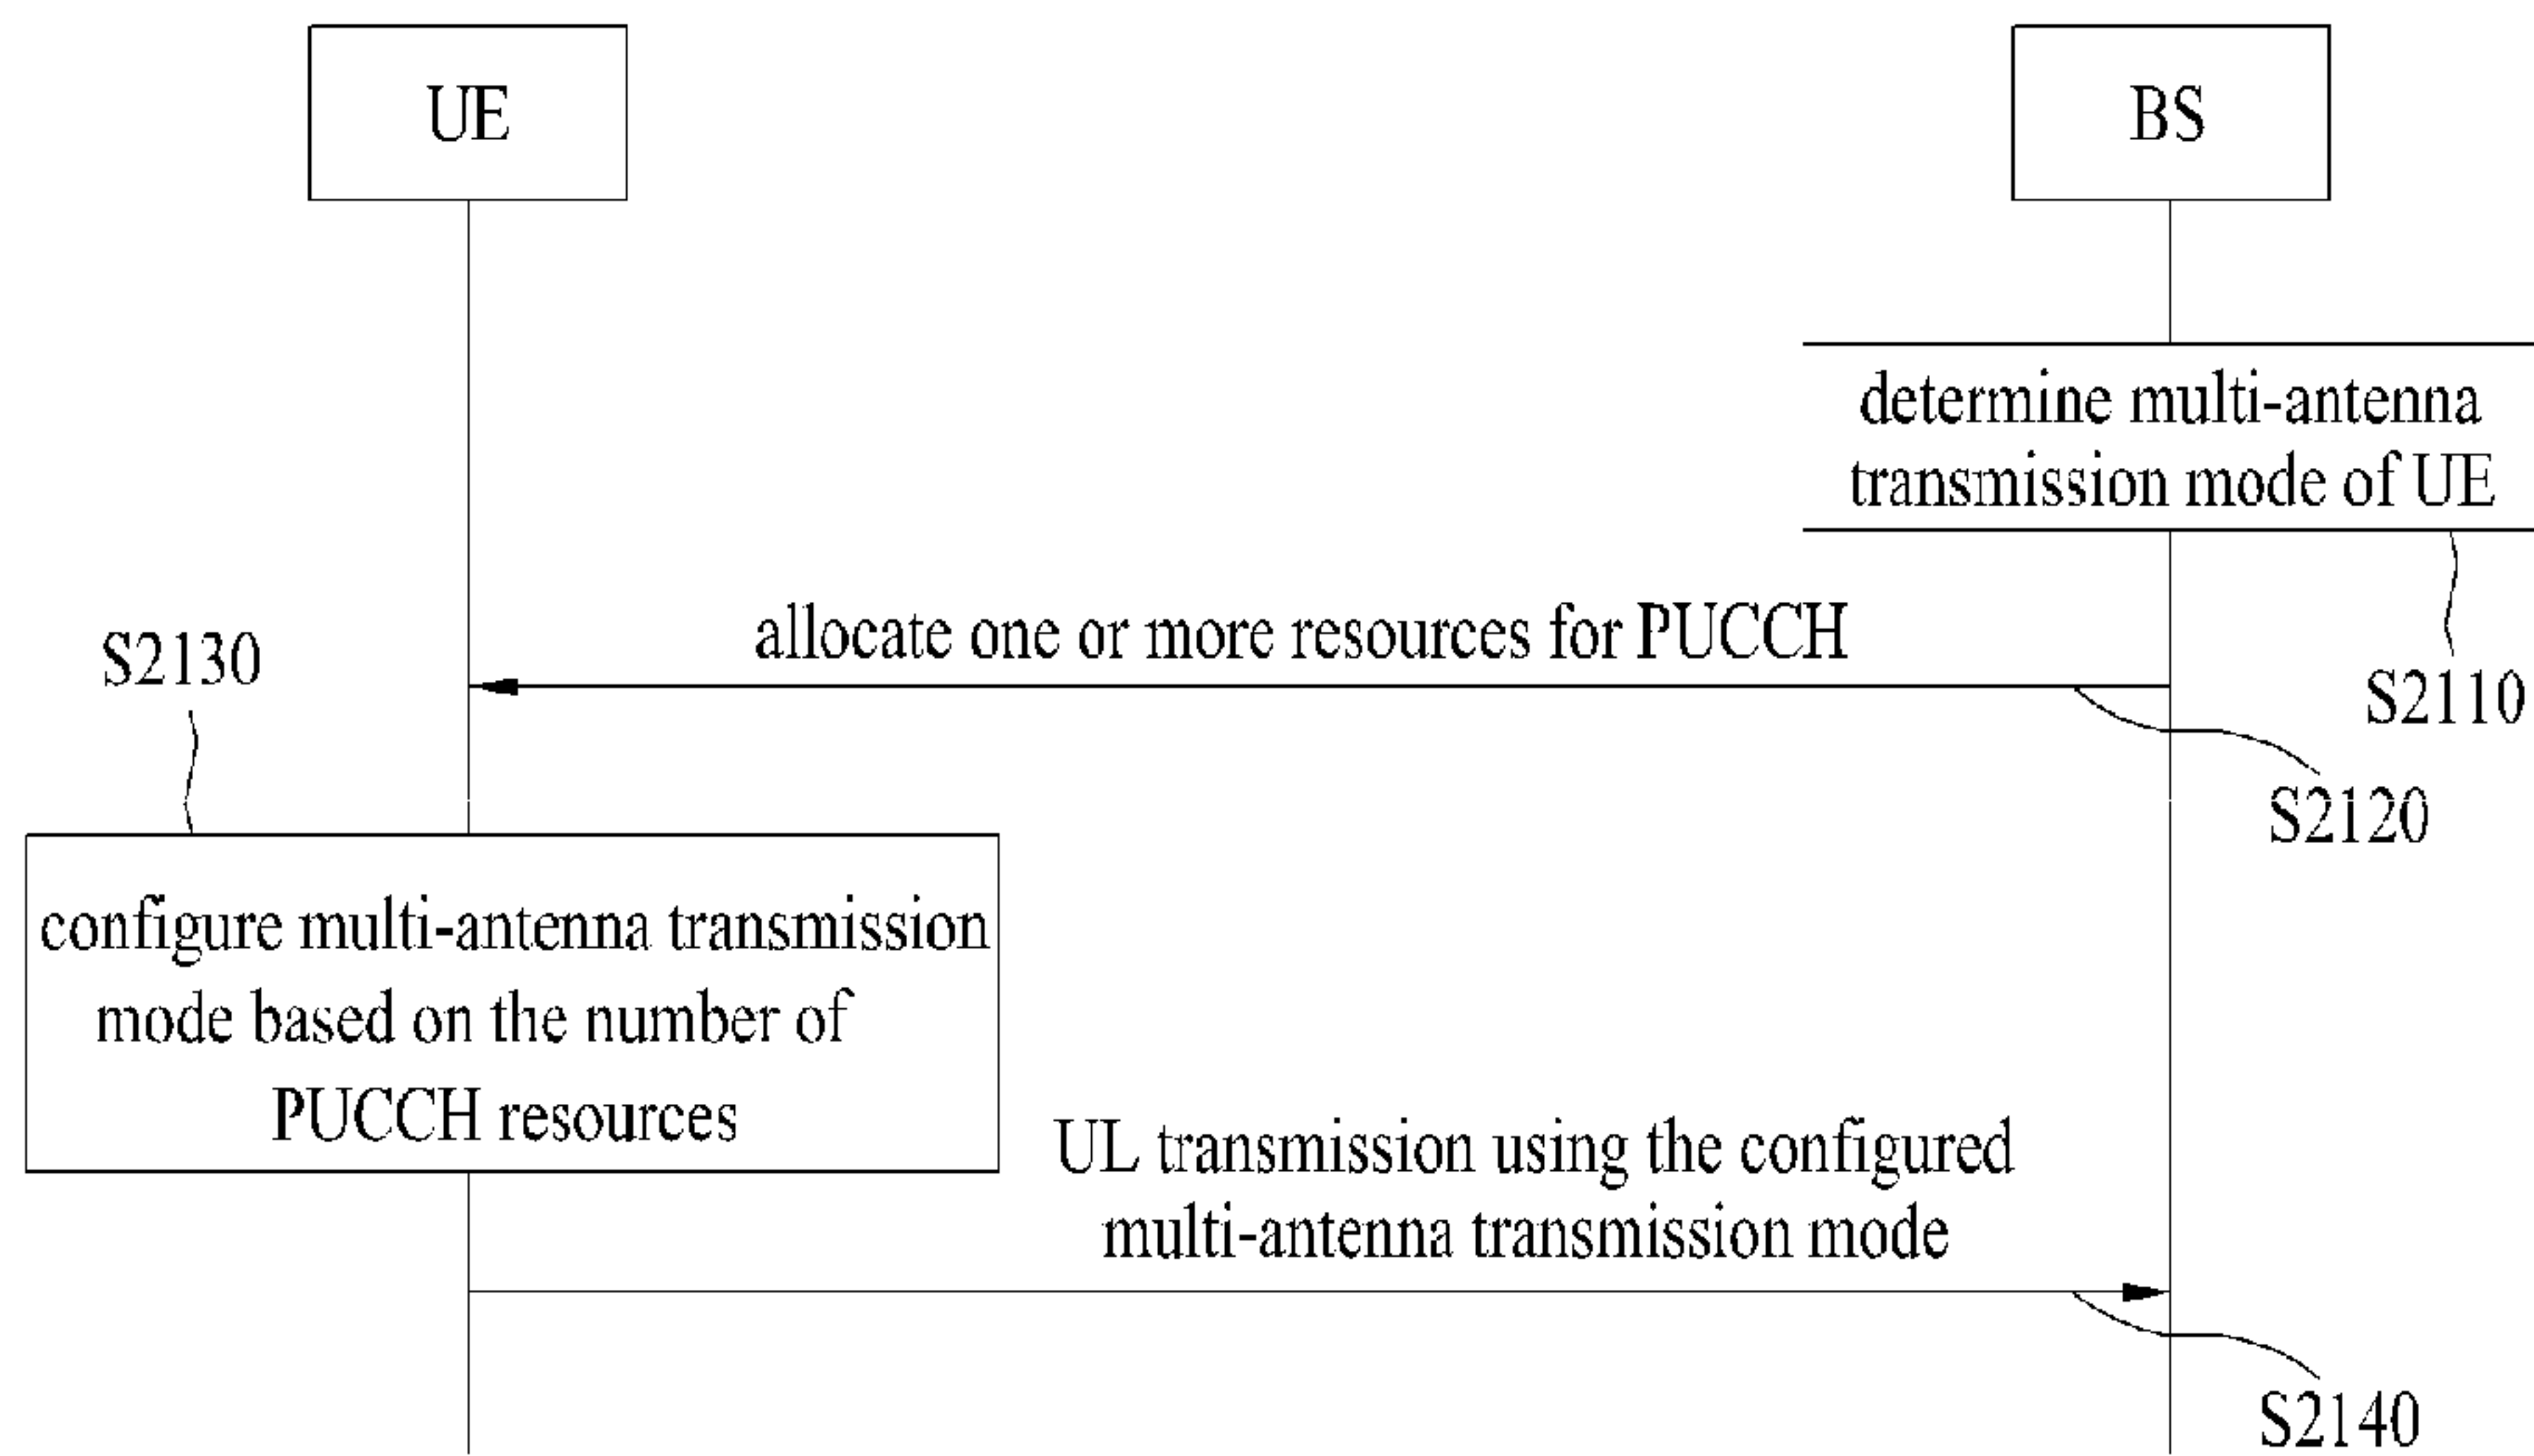 UE
BS
determine multi-antenna
transmission mode of UE
allocate one or more resources for PUCCH
S2130
S2110
S2120
configure multi-antenna transmission
mode based on the number of
PUCCH resources
UL transmission using the configured
multi-antenna transmission mode
S2140